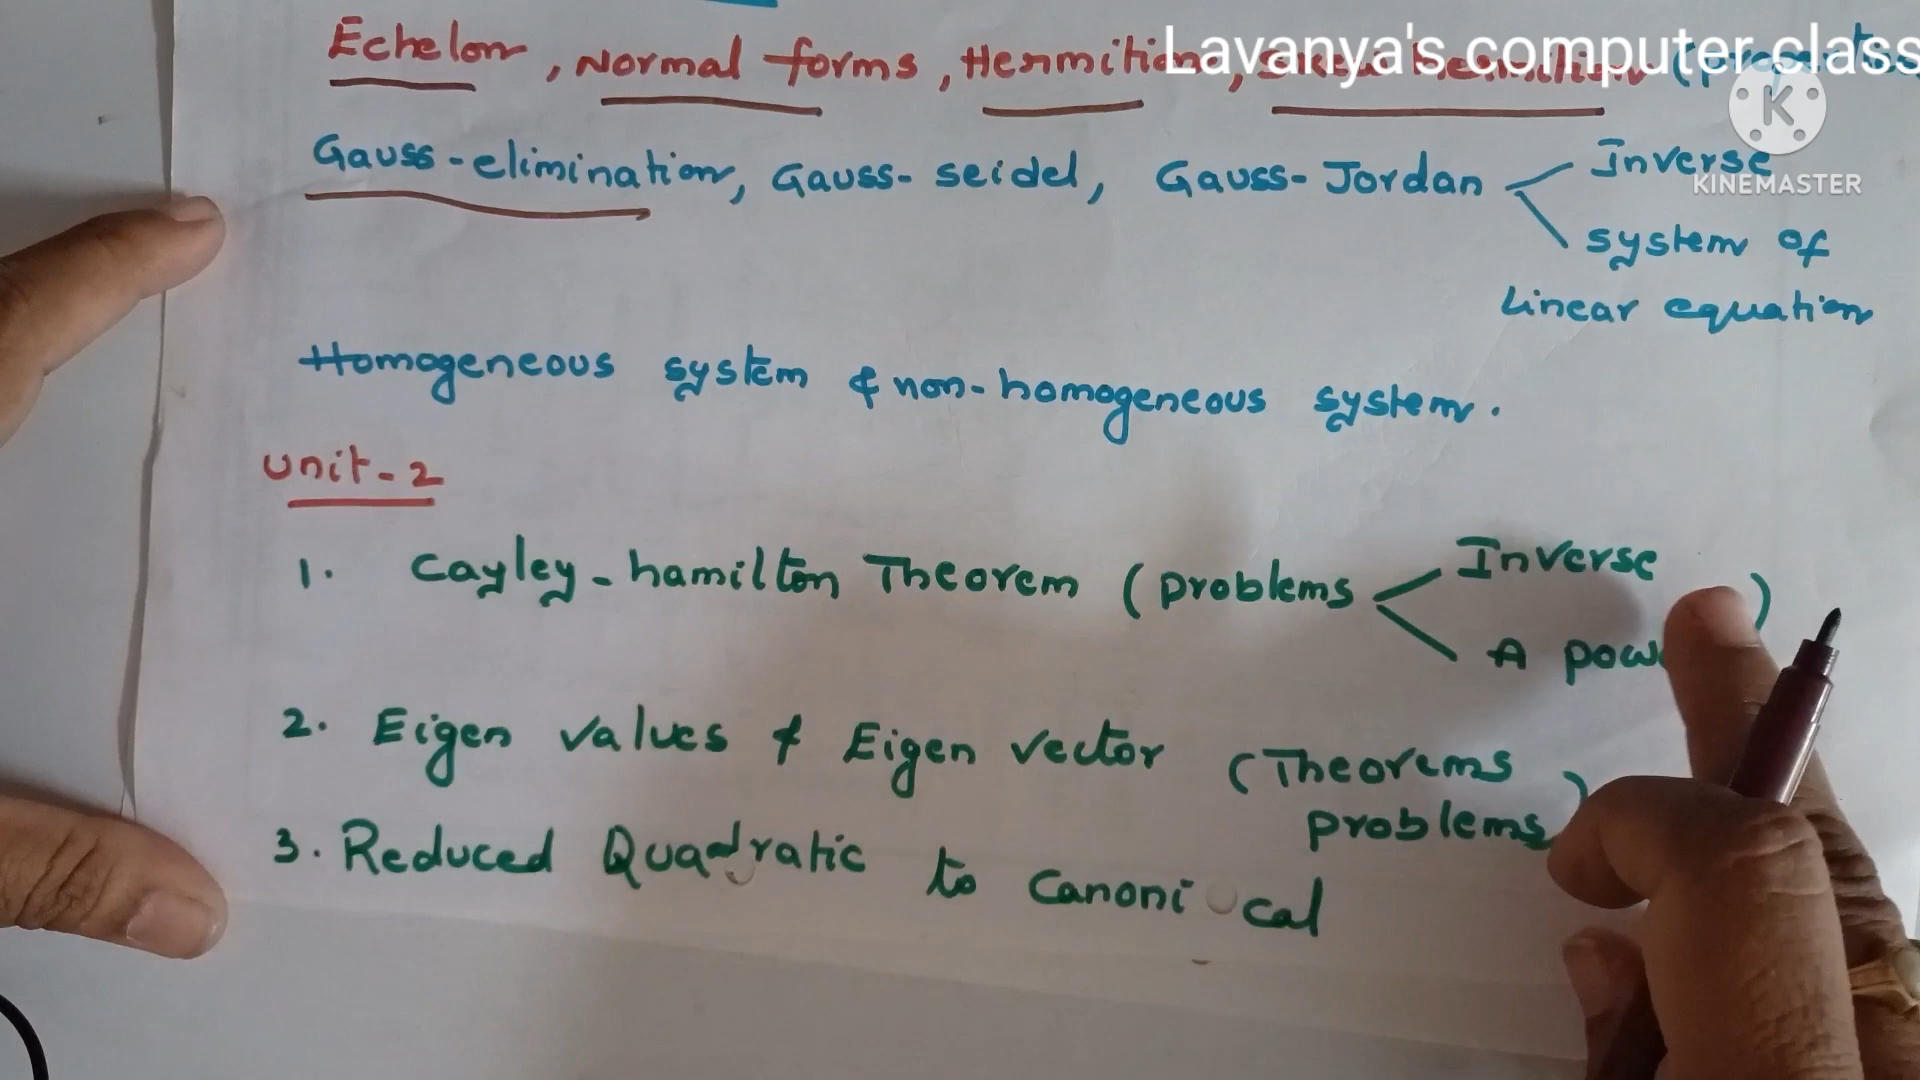 Lavanya's computer class
Echelon, Normal forms, Hermition,
KINEMASTER
Gauss-elimination, Gauss-seidel, Gauss-Jordan Inverse
system of
Linear equation
Homogeneous system & non-homogeneous system.
Unit-2
1. Cayley-hamilton Theorem (problems Inverse )
A
2. Eigen values & Eigen vector (Theorems
problems)
3. Reduced Quadratic to Canonical